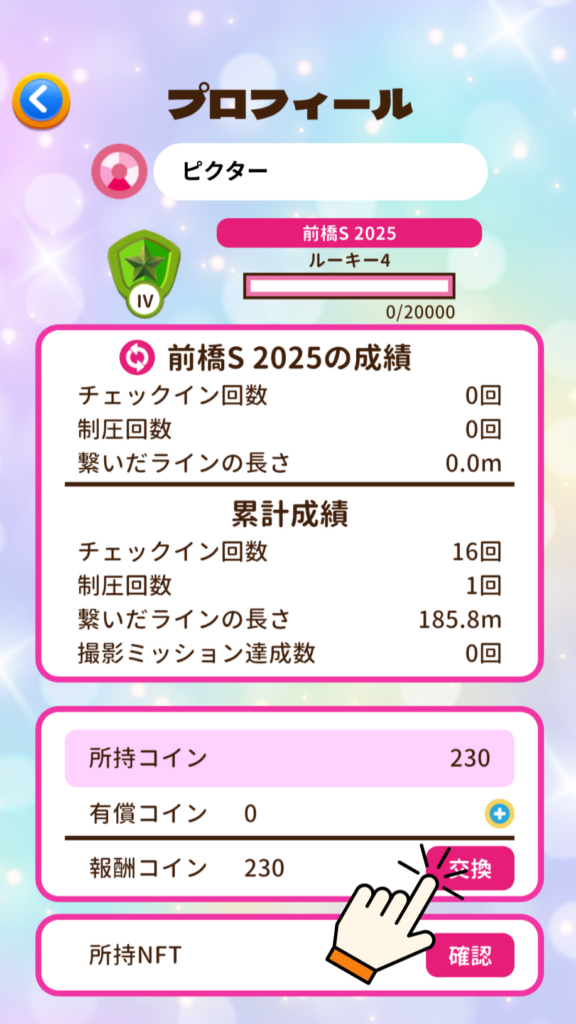 プロフィール
ピクター
前橋S 2025
ルーキー4
IV
0/20000
前橋S 2025の成績
チェックイン回数 0回
制圧回数 0回
繋いだラインの長さ 0.0m
累計成績
チェックイン回数 16回
制圧回数 1回
繋いだラインの長さ 185.8m
撮影ミッション達成数 0回
所持コイン 230
有償コイン 0
報酬コイン 230 交換
所持NFT 確認